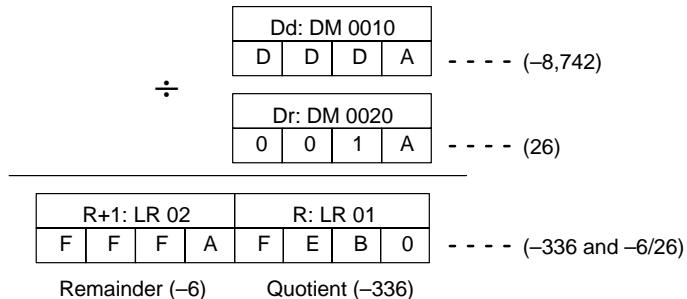 Dd: DM 0010
D D D A - - - - (–8,742)
÷
Dr: DM 0020
0 0 1 A - - - - (26)
R+1: LR 02 R: LR 01
F F F A F E B 0 - - - - (–336 and –6/26)
Remainder (–6) Quotient (–336)